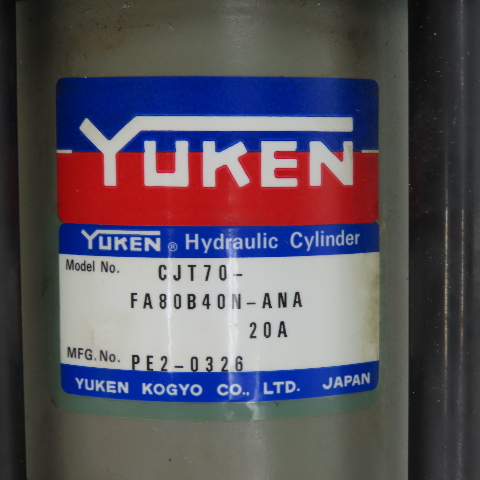 YUKEN
YUKEN ® Hydraulic Cylinder
Model No. CJT70-
FA80B40N-ANA
20A
MFG.No. PE2-0326
YUKEN KOGYO CO., LTD. JAPAN